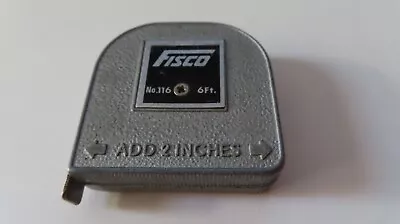 FISCO
No.116 6Ft.
ADD 2 INCHES